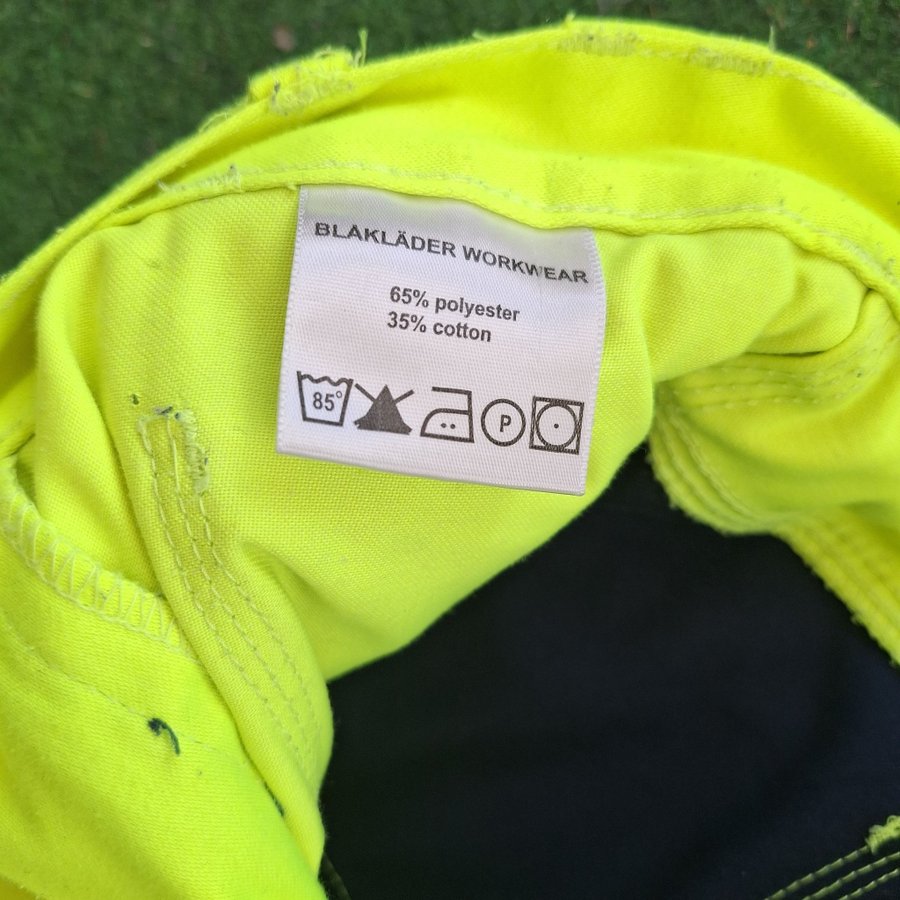 BLAKLÄDER WORKWEAR
65% polyester
35% cotton
85° P